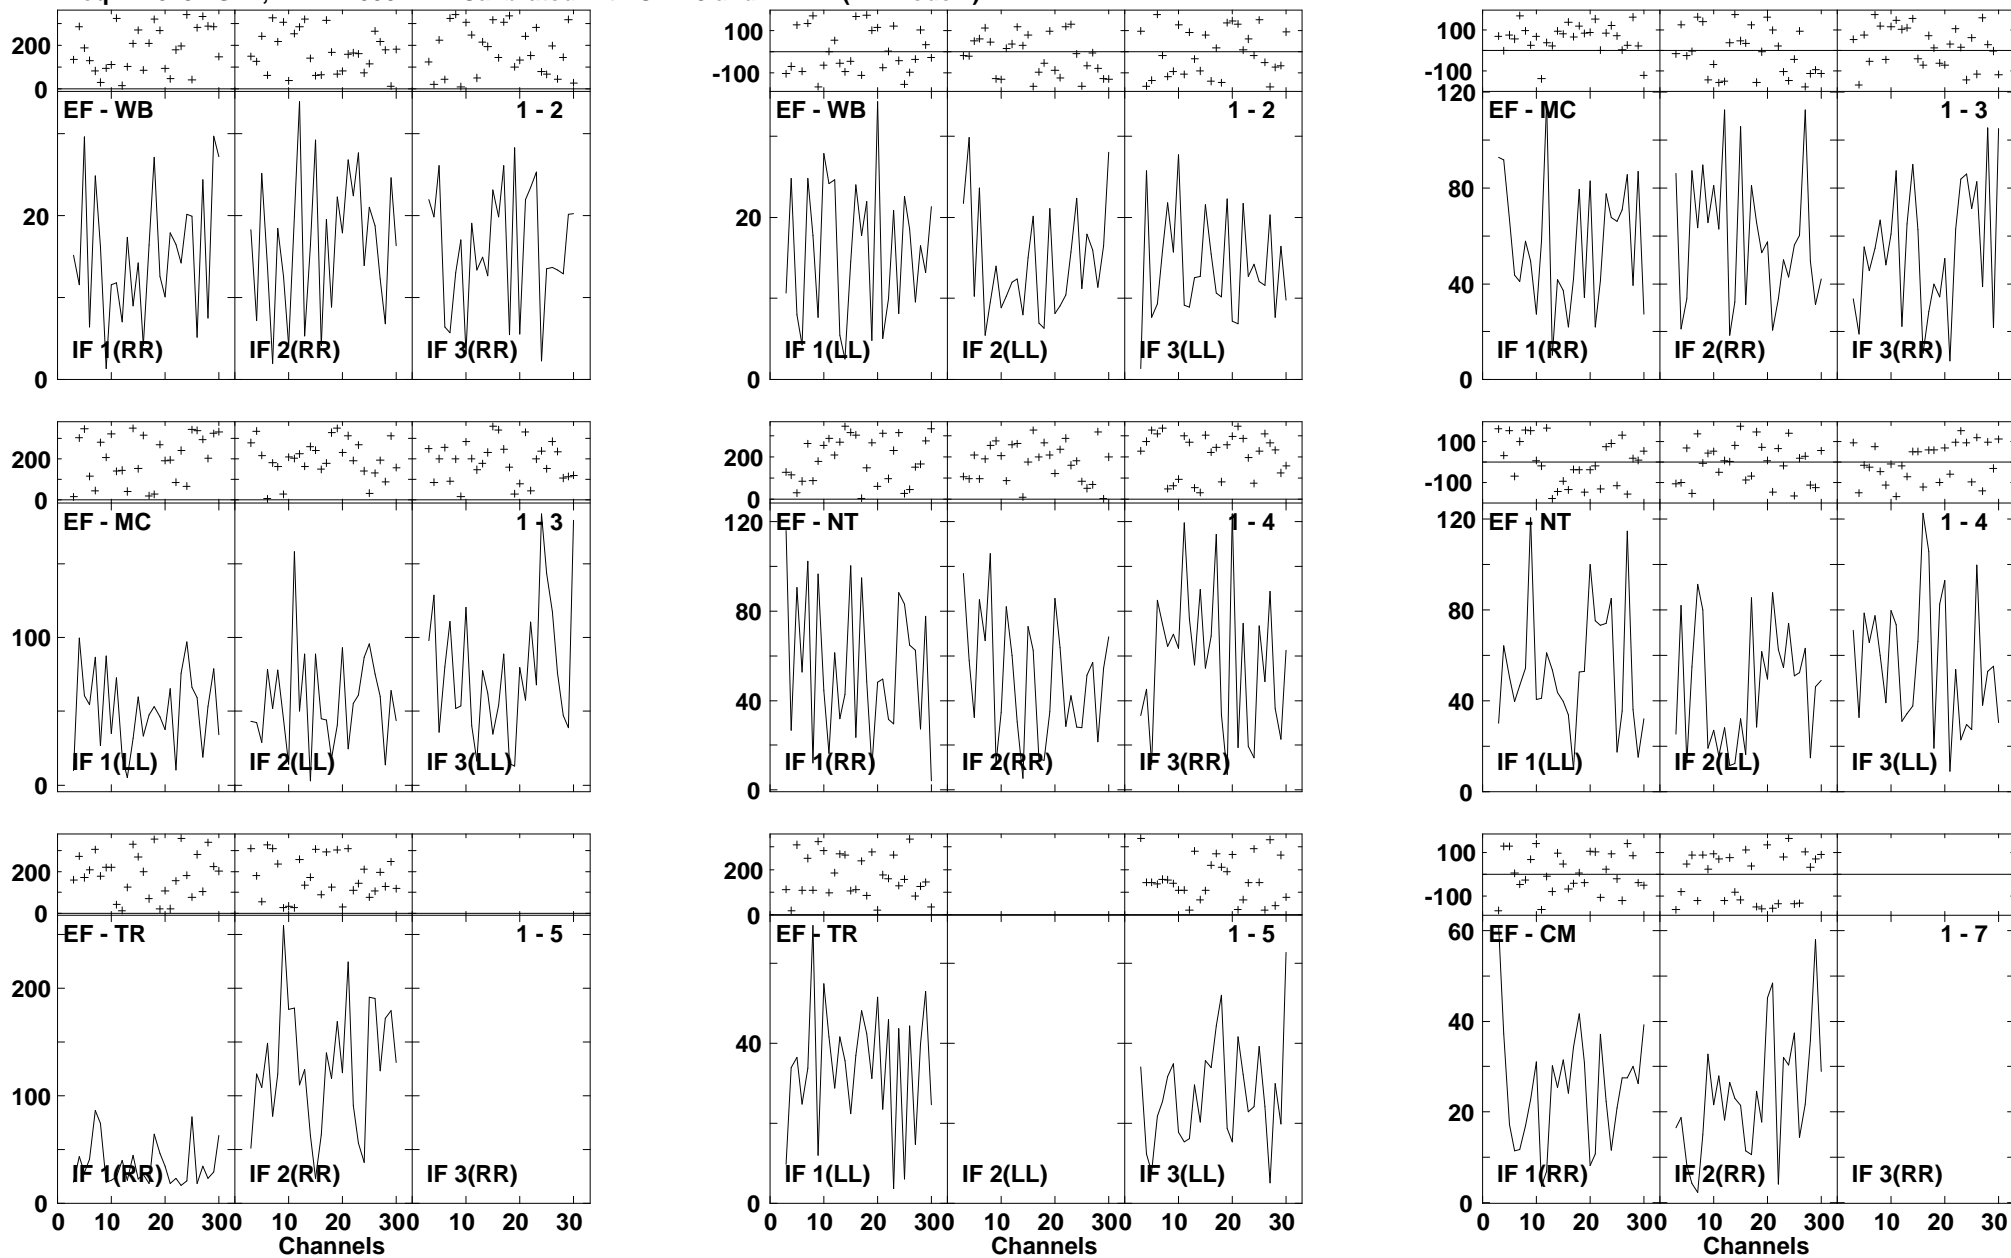 200
0
100
-100
100
-100
120
EF - WB
1 - 2
EF - WB
1 - 2
EF - MC
1 - 3
20
0
20
80
40
0
IF 1(RR)
IF 2(RR)
IF 3(RR)
IF 1(LL)
IF 2(LL)
IF 3(LL)
IF 1(RR)
IF 2(RR)
IF 3(RR)
200
0
200
0
100
-100
EF - MC
1 - 3
EF - NT
1 - 4
EF - NT
1 - 4
100
0
120
80
40
0
120
80
40
0
IF 1(LL)
IF 2(LL)
IF 3(LL)
IF 1(RR)
IF 2(RR)
IF 3(RR)
IF 1(LL)
IF 2(LL)
IF 3(LL)
200
0
200
0
100
-100
EF - TR
1 - 5
EF - TR
1 - 5
EF - CM
1 - 7
200
100
0
40
0
60
40
20
0
IF 1(RR)
IF 2(RR)
IF 3(RR)
IF 1(LL)
IF 2(LL)
IF 3(LL)
IF 1(RR)
IF 2(RR)
IF 3(RR)
0 10 20 300 10 20 300 10 20 30
0 10 20 300 10 20 300 10 20 30
0 10 20 300 10 20 300 10 20 30
Channels
Channels